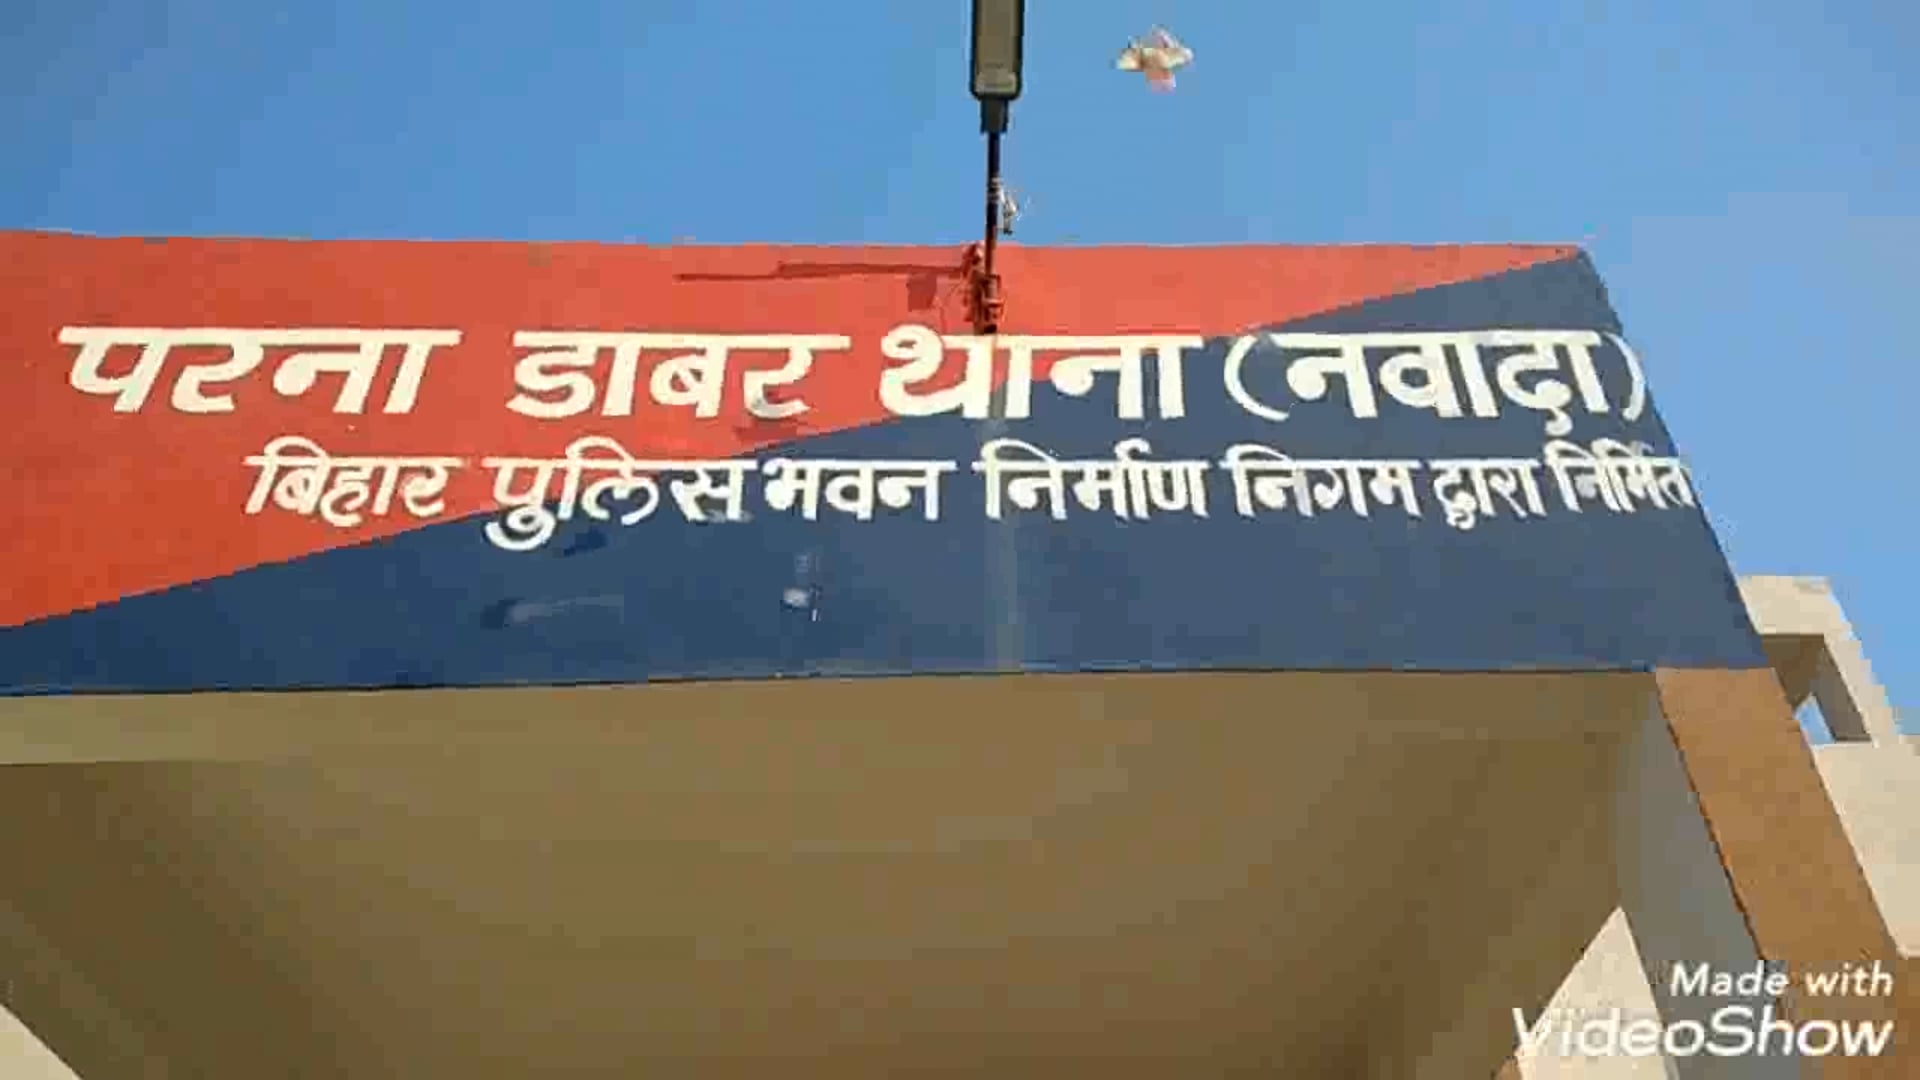 परना डाबर थाना (नवादा)
बिहार पुलिस भवन निर्माण निगम द्वारा निर्मित
Made with
VideoShow